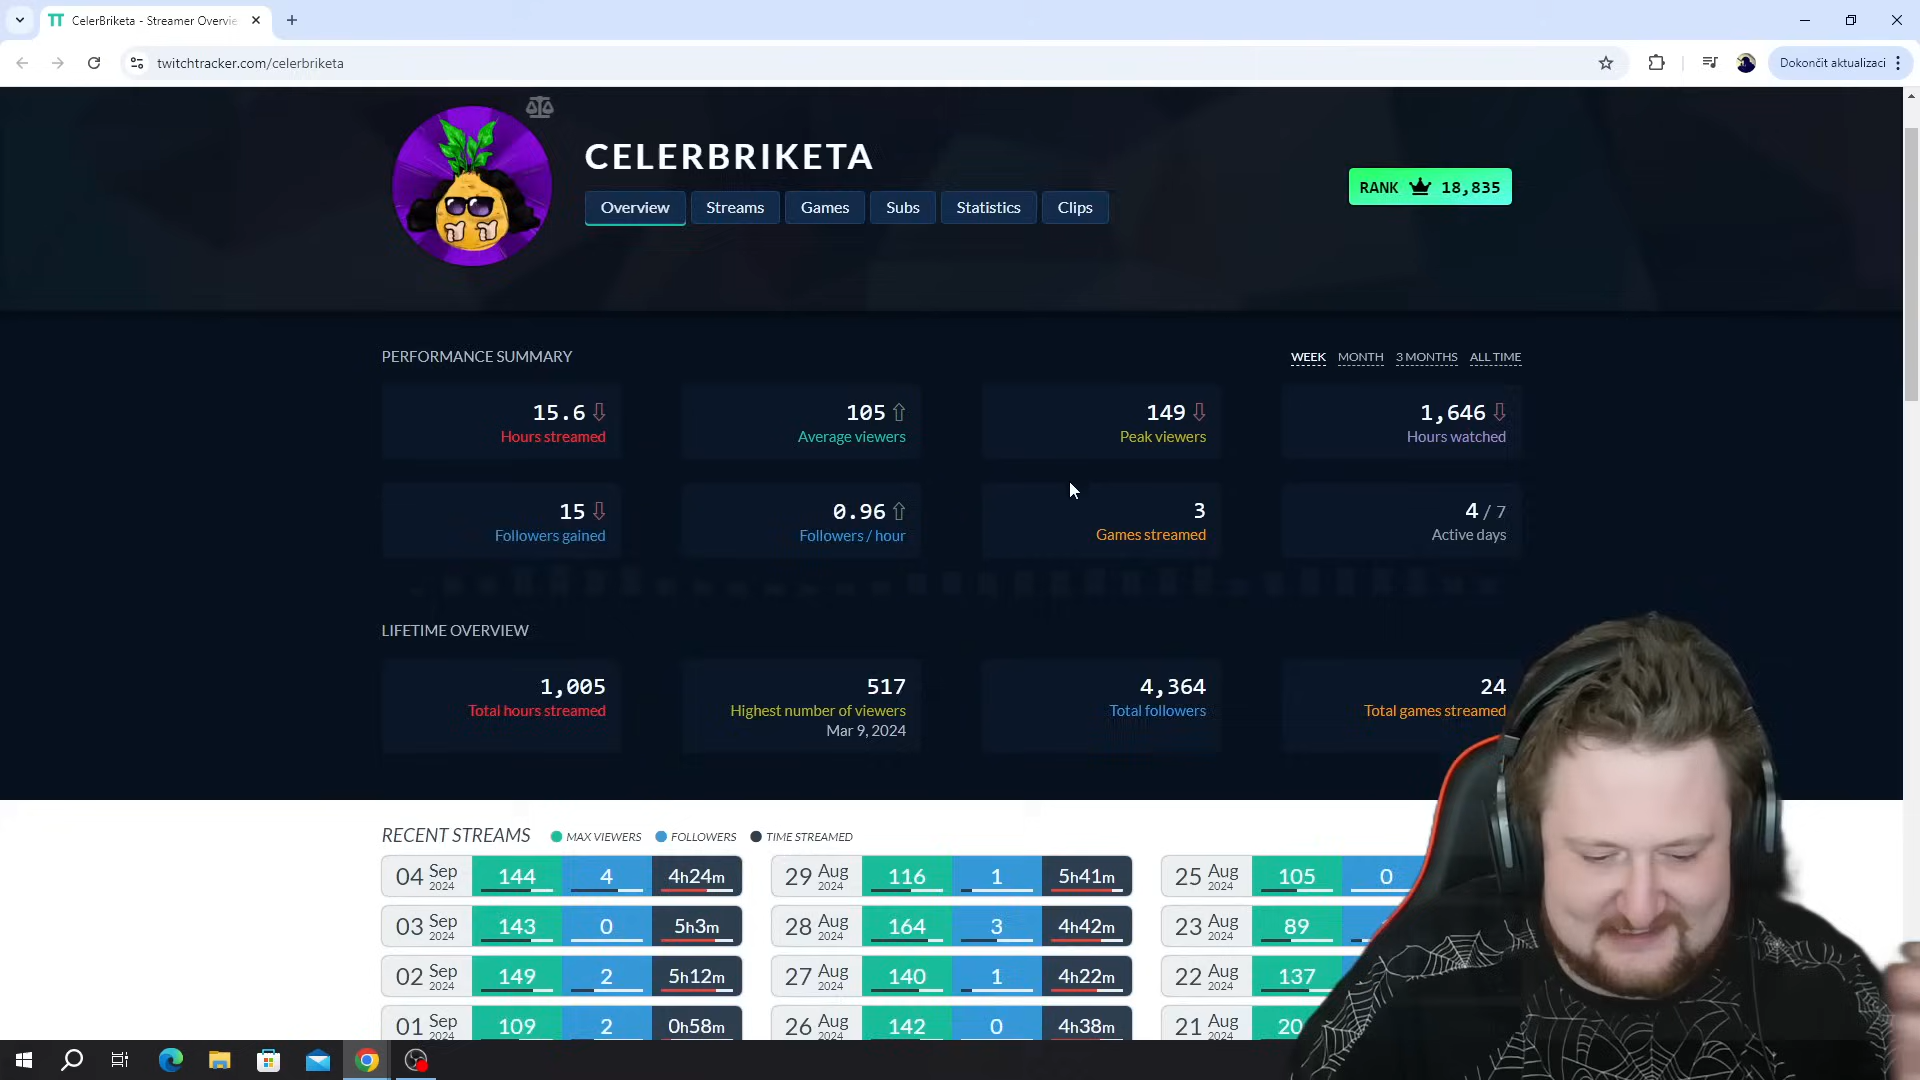 CelerBriketa - Streamer Overvie
twitchtracker.com/celerbriketa
Dokončit aktualizaci
CELERBRIKETA
Overview Streams Games Subs Statistics Clips
RANK 18,835
PERFORMANCE SUMMARY
WEEK MONTH 3 MONTHS ALL TIME
15.6 105 149 1,646
Hours streamed Average viewers Peak viewers Hours watched
15 0.96 3 4 / 7
Followers gained Followers / hour Games streamed Active days
LIFETIME OVERVIEW
1,005 517 4,364 24
Total hours streamed Highest number of viewers Total followers Total games streamed
Mar 9, 2024
RECENT STREAMS MAX VIEWERS FOLLOWERS TIME STREAMED
04 Sep 2024 144 4 4h24m 29 Aug 2024 116 1 5h41m 25 Aug 2024 105 0
03 Sep 2024 143 0 5h3m 28 Aug 2024 164 3 4h42m 23 Aug 2024 89
02 Sep 2024 149 2 5h12m 27 Aug 2024 140 1 4h22m 22 Aug 2024 137
01 Sep 2024 109 2 0h58m 26 Aug 2024 142 0 4h38m 21 Aug 2024